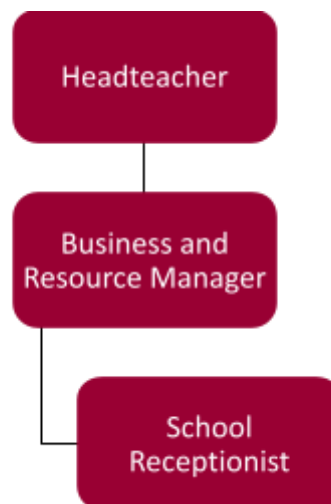 Headteacher
Business and
Resource Manager
School
Receptionist